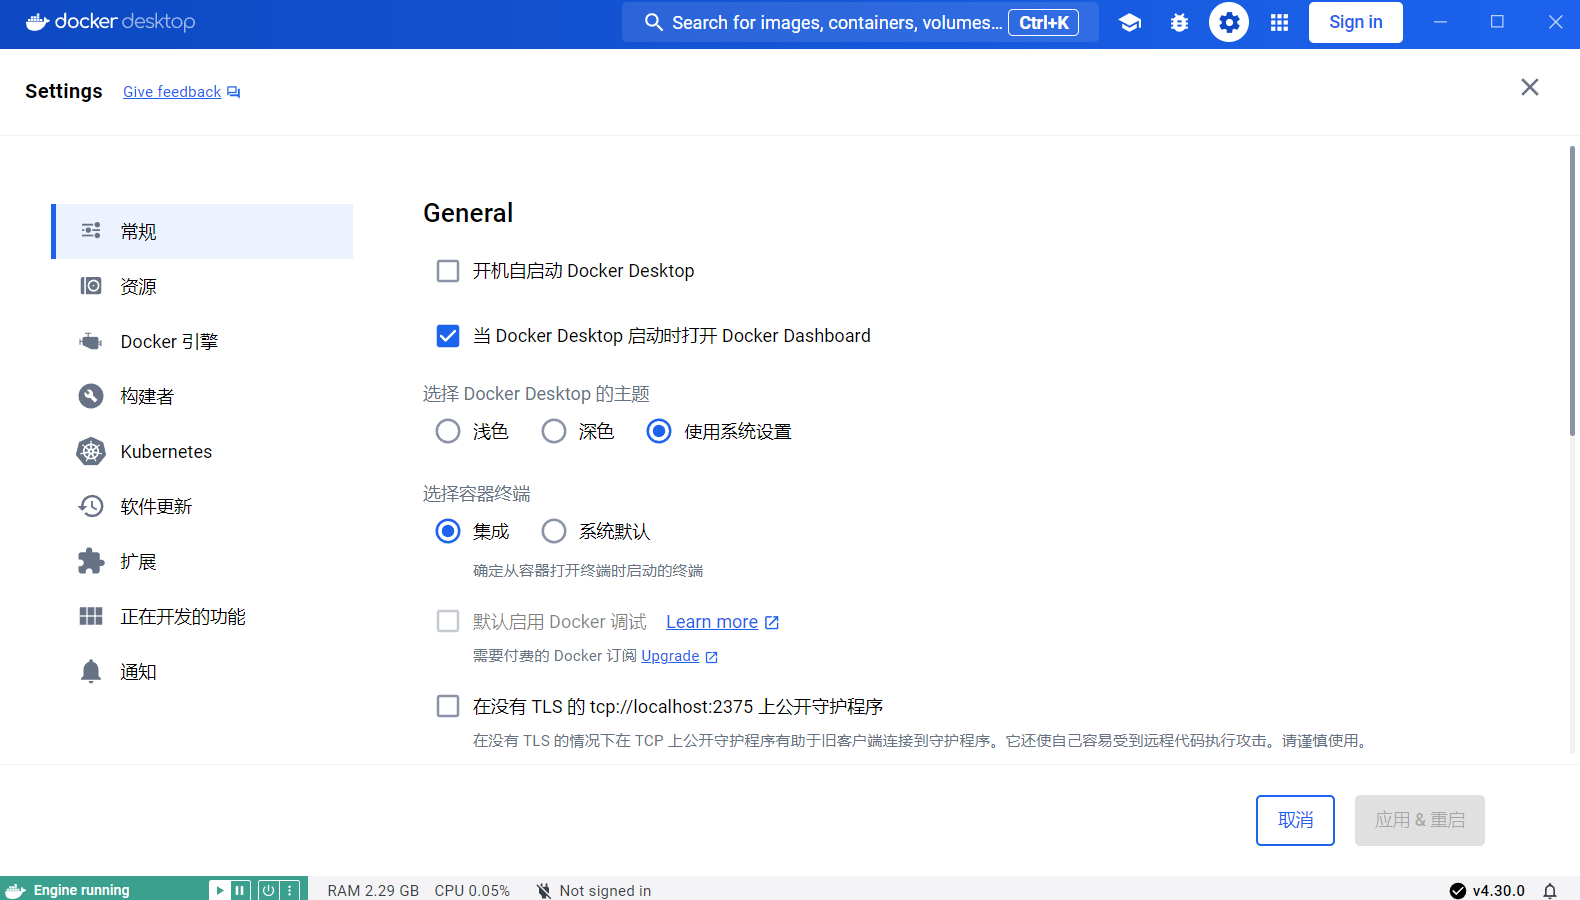 docker desktop
Search for images, containers, volumes... Ctrl+K
Sign in
Settings
Give feedback
常规
资源
Docker 引擎
构建者
Kubernetes
软件更新
扩展
正在开发的功能
通知
General
开机自启动 Docker Desktop
当 Docker Desktop 启动时打开 Docker Dashboard
选择 Docker Desktop 的主题
浅色 深色 使用系统设置
选择容器终端
集成 系统默认
确定从容器打开终端时启动的终端
默认启用 Docker 调试 Learn more
需要付费的 Docker 订阅 Upgrade
在没有 TLS 的 tcp://localhost:2375 上公开守护程序
在没有 TLS 的情况下在 TCP 上公开守护程序有助于旧客户端连接到守护程序。它还使自己容易受到远程代码执行攻击。请谨慎使用。
取消 应用 & 重启
Engine running RAM 2.29 GB CPU 0.05% Not signed in v4.30.0